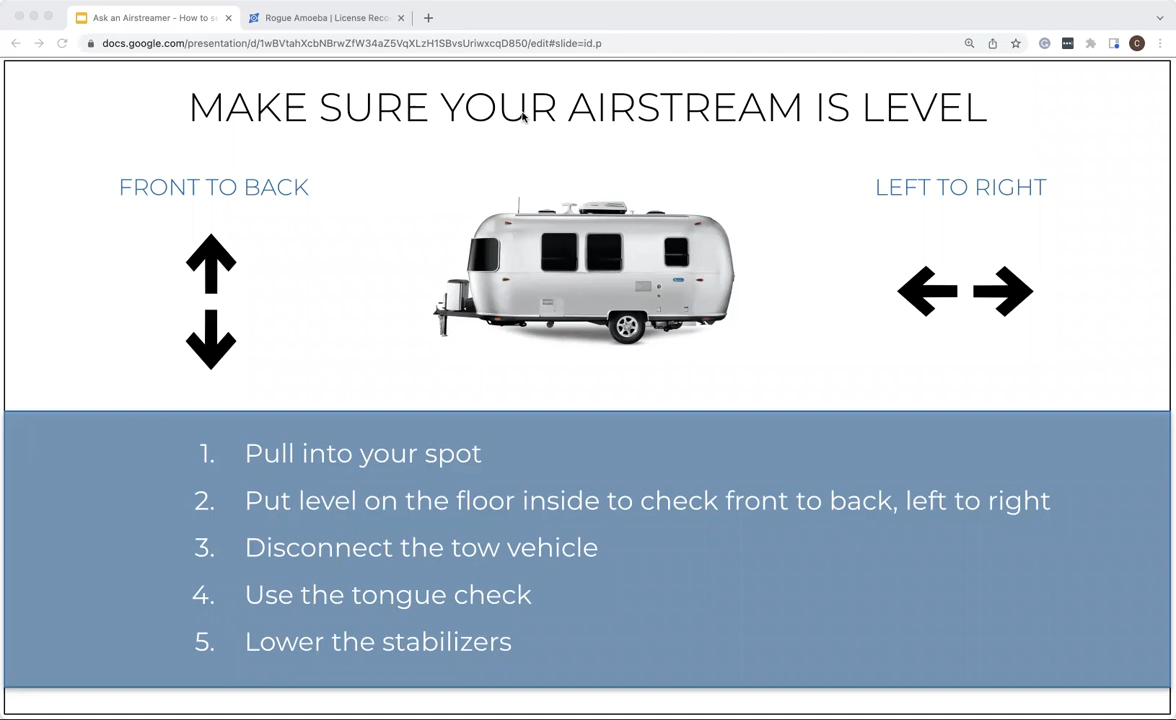 Ask an Airstreamer - How to s
Rogue Amoeba | License Reco
docs.google.com/presentation/d/1wBVtahXcbNBrwZfW34aZ5VqXLzH1SBvsUriwxcqD850/edit#slide=id.p
C
MAKE SURE YOUR AIRSTREAM IS LEVEL
FRONT TO BACK
LEFT TO RIGHT
1. Pull into your spot
2. Put level on the floor inside to check front to back, left to right
3. Disconnect the tow vehicle
4. Use the tongue check
5. Lower the stabilizers